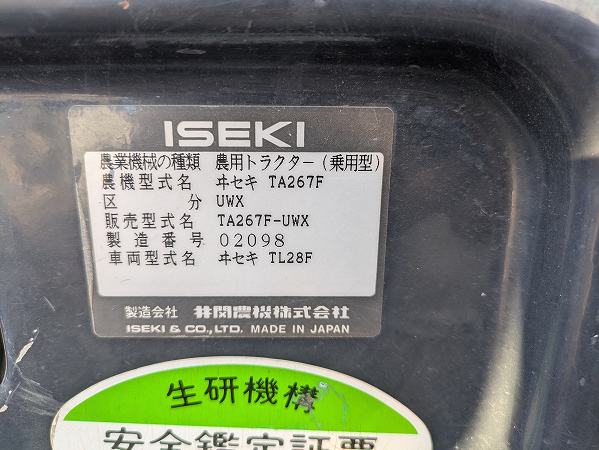 ISEKI
農業機械の種類 農用トラクター(乗用型)
農機型式名 ヰセキ TA267F
区分 UWX
販売型式名 TA267F-UWX
製造番号 02098
車両型式名 ヰセキ TL28F
製造会社 井関農機株式会社
ISEKI & CO., LTD. MADE IN JAPAN
生研機構
安全鑑定証票